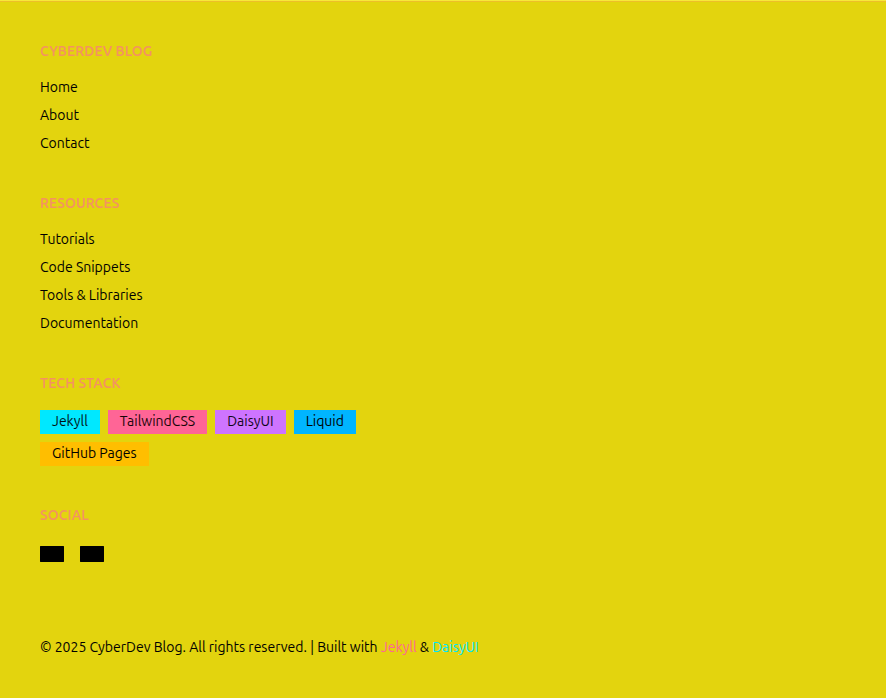 CYBERDEV BLOG
Home
About
Contact
RESOURCES
Tutorials
Code Snippets
Tools & Libraries
Documentation
TECH STACK
Jekyll TailwindCSS DaisyUI Liquid
GitHub Pages
SOCIAL
© 2025 CyberDev Blog. All rights reserved. | Built with Jekyll & DaisyUI